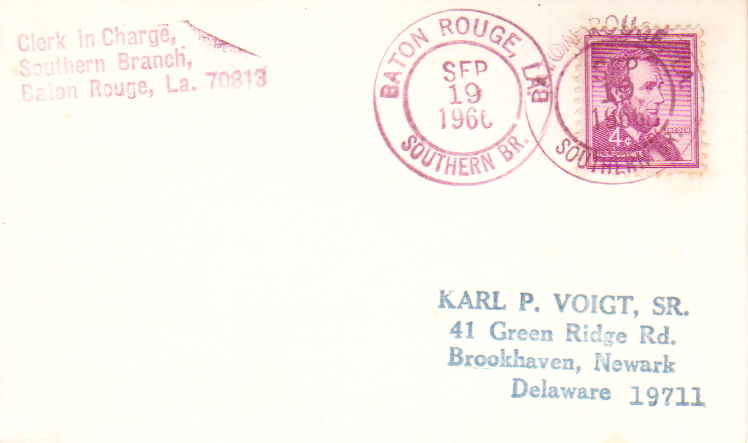 Clerk in Charge,
Southern Branch,
Baton Rouge, La. 70813
BATON ROUGE, LA.
SEP
19
1966
SOUTHERN BR.
4¢
KARL P. VOIGT, SR.
41 Green Ridge Rd.
Brookhaven, Newark
Delaware 19711